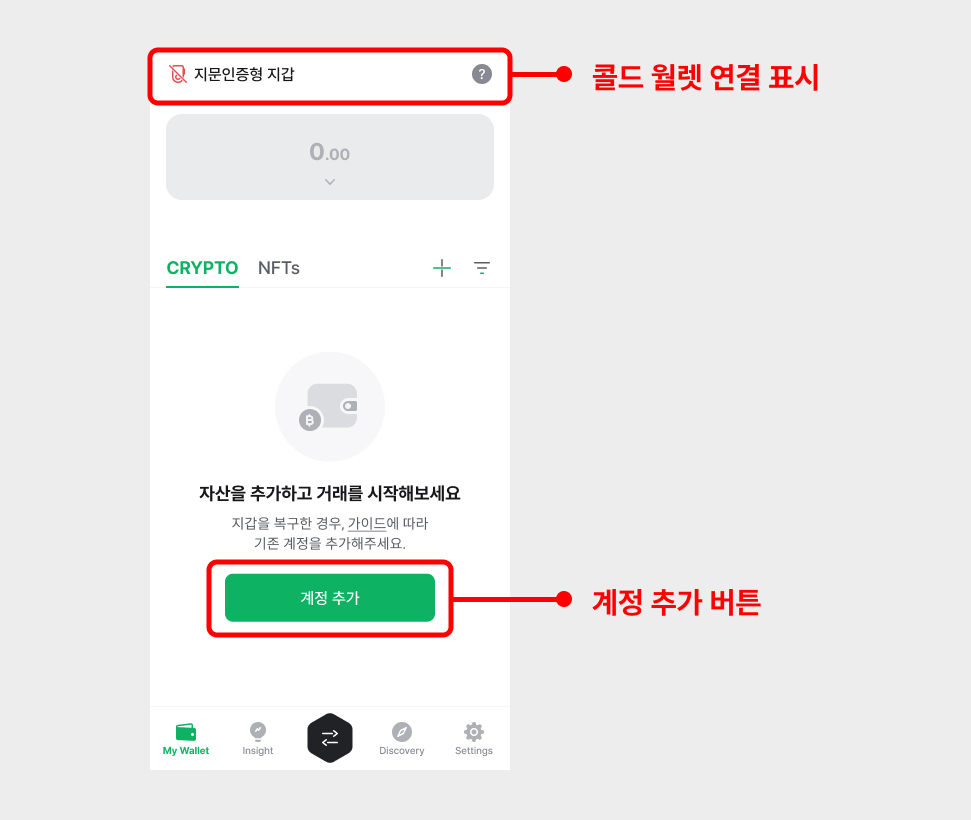 지문인증형 지갑
?
콜드 월렛 연결 표시
0.00
CRYPTO
NFTs
자산을 추가하고 거래를 시작해보세요
지갑을 복구한 경우, 가이드에 따라
기존 계정을 추가해주세요.
계정 추가
계정 추가 버튼
My Wallet
Insight
Discovery
Settings